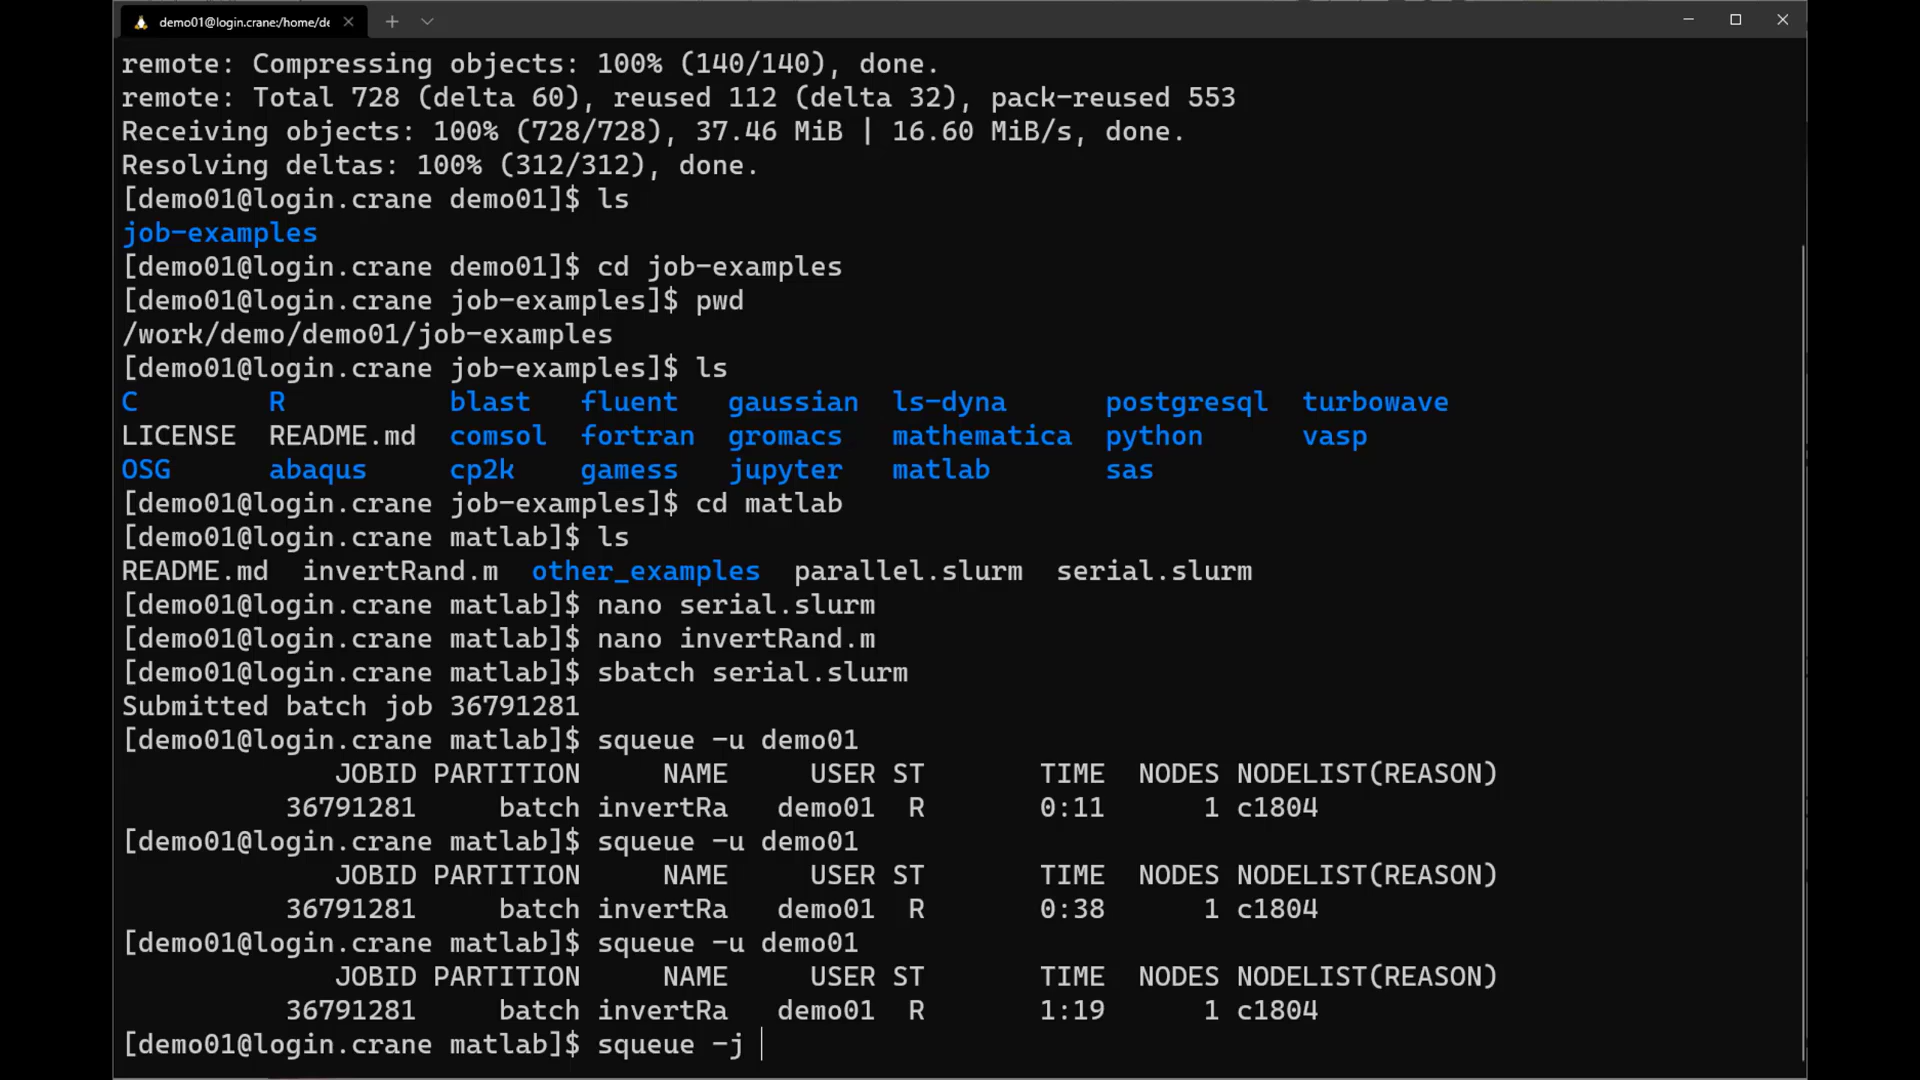 demo01@login.crane:/home/de
remote: Compressing objects: 100% (140/140), done.
remote: Total 728 (delta 60), reused 112 (delta 32), pack-reused 553
Receiving objects: 100% (728/728), 37.46 MiB | 16.60 MiB/s, done.
Resolving deltas: 100% (312/312), done.
[demo01@login.crane demo01]$ ls
job-examples
[demo01@login.crane demo01]$ cd job-examples
[demo01@login.crane job-examples]$ pwd
/work/demo/demo01/job-examples
[demo01@login.crane job-examples]$ ls
C        R          blast   fluent   gaussian  ls-dyna      postgresql  turbowave
LICENSE  README.md  comsol  fortran  gromacs   mathematica  python      vasp
OSG      abaqus     cp2k    gamess   jupyter   matlab       sas
[demo01@login.crane job-examples]$ cd matlab
[demo01@login.crane matlab]$ ls
README.md  invertRand.m  other_examples  parallel.slurm  serial.slurm
[demo01@login.crane matlab]$ nano serial.slurm
[demo01@login.crane matlab]$ nano invertRand.m
[demo01@login.crane matlab]$ sbatch serial.slurm
Submitted batch job 36791281
[demo01@login.crane matlab]$ squeue -u demo01
             JOBID PARTITION     NAME     USER ST       TIME  NODES NODELIST(REASON)
          36791281     batch invertRa   demo01  R       0:11      1 c1804
[demo01@login.crane matlab]$ squeue -u demo01
             JOBID PARTITION     NAME     USER ST       TIME  NODES NODELIST(REASON)
          36791281     batch invertRa   demo01  R       0:38      1 c1804
[demo01@login.crane matlab]$ squeue -u demo01
             JOBID PARTITION     NAME     USER ST       TIME  NODES NODELIST(REASON)
          36791281     batch invertRa   demo01  R       1:19      1 c1804
[demo01@login.crane matlab]$ squeue -j